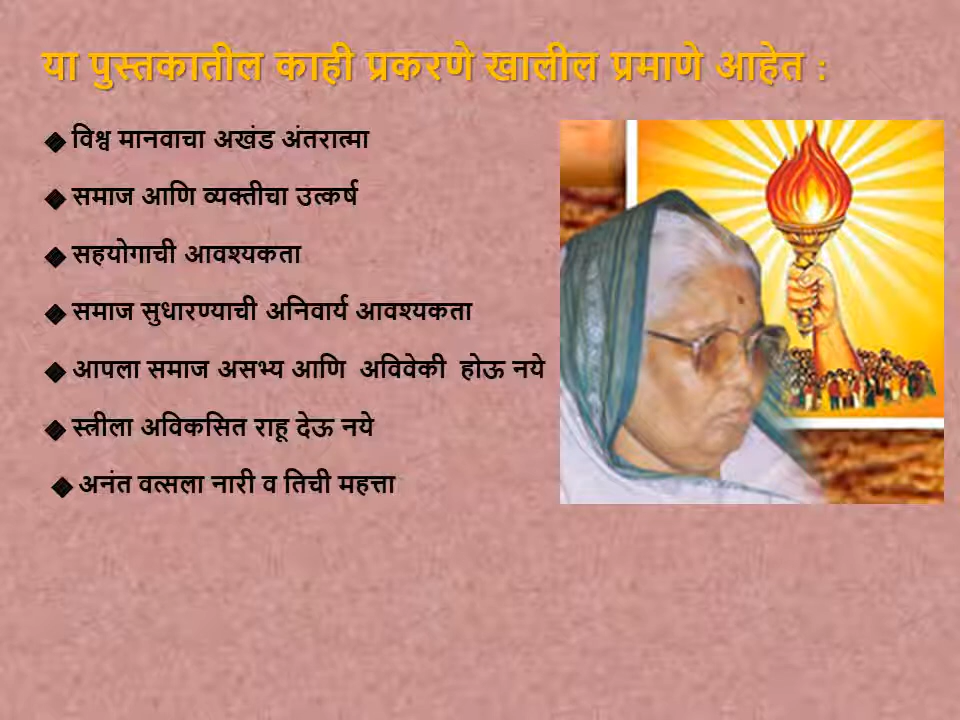 या पुस्तकातील काही प्रकरणे खालील प्रमाणे आहेत :
❖ विश्व मानवाचा अखंड अंतरात्मा
❖ समाज आणि व्यक्तीचा उत्कर्ष
❖ सहयोगाची आवश्यकता
❖ समाज सुधारण्याची अनिवार्य आवश्यकता
❖ आपला समाज असभ्य आणि अविवेकी होऊ नये
❖ स्त्रीला अविकसित राहू देऊ नये
❖ अनंत वत्सला नारी व तिची महत्ता